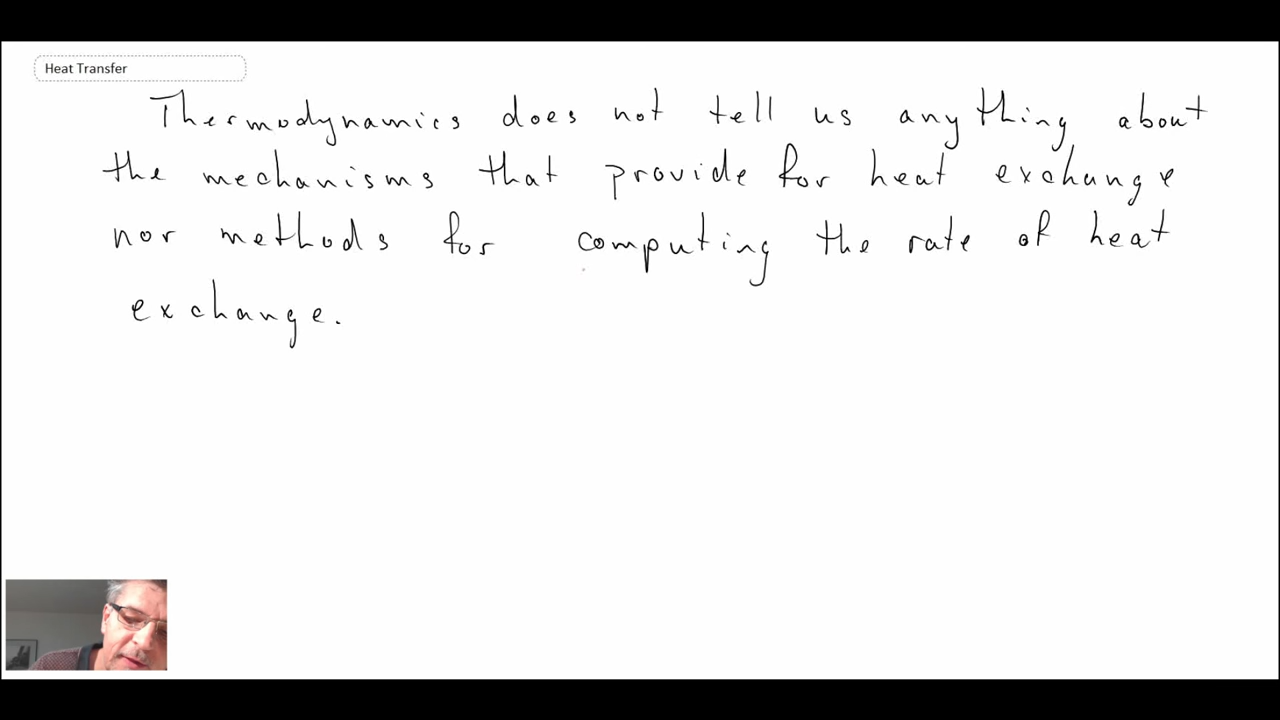 Heat Transfer
Thermodynamics does not tell us anything about
the mechanisms that provide for heat exchange
nor methods for computing the rate of heat
exchange.